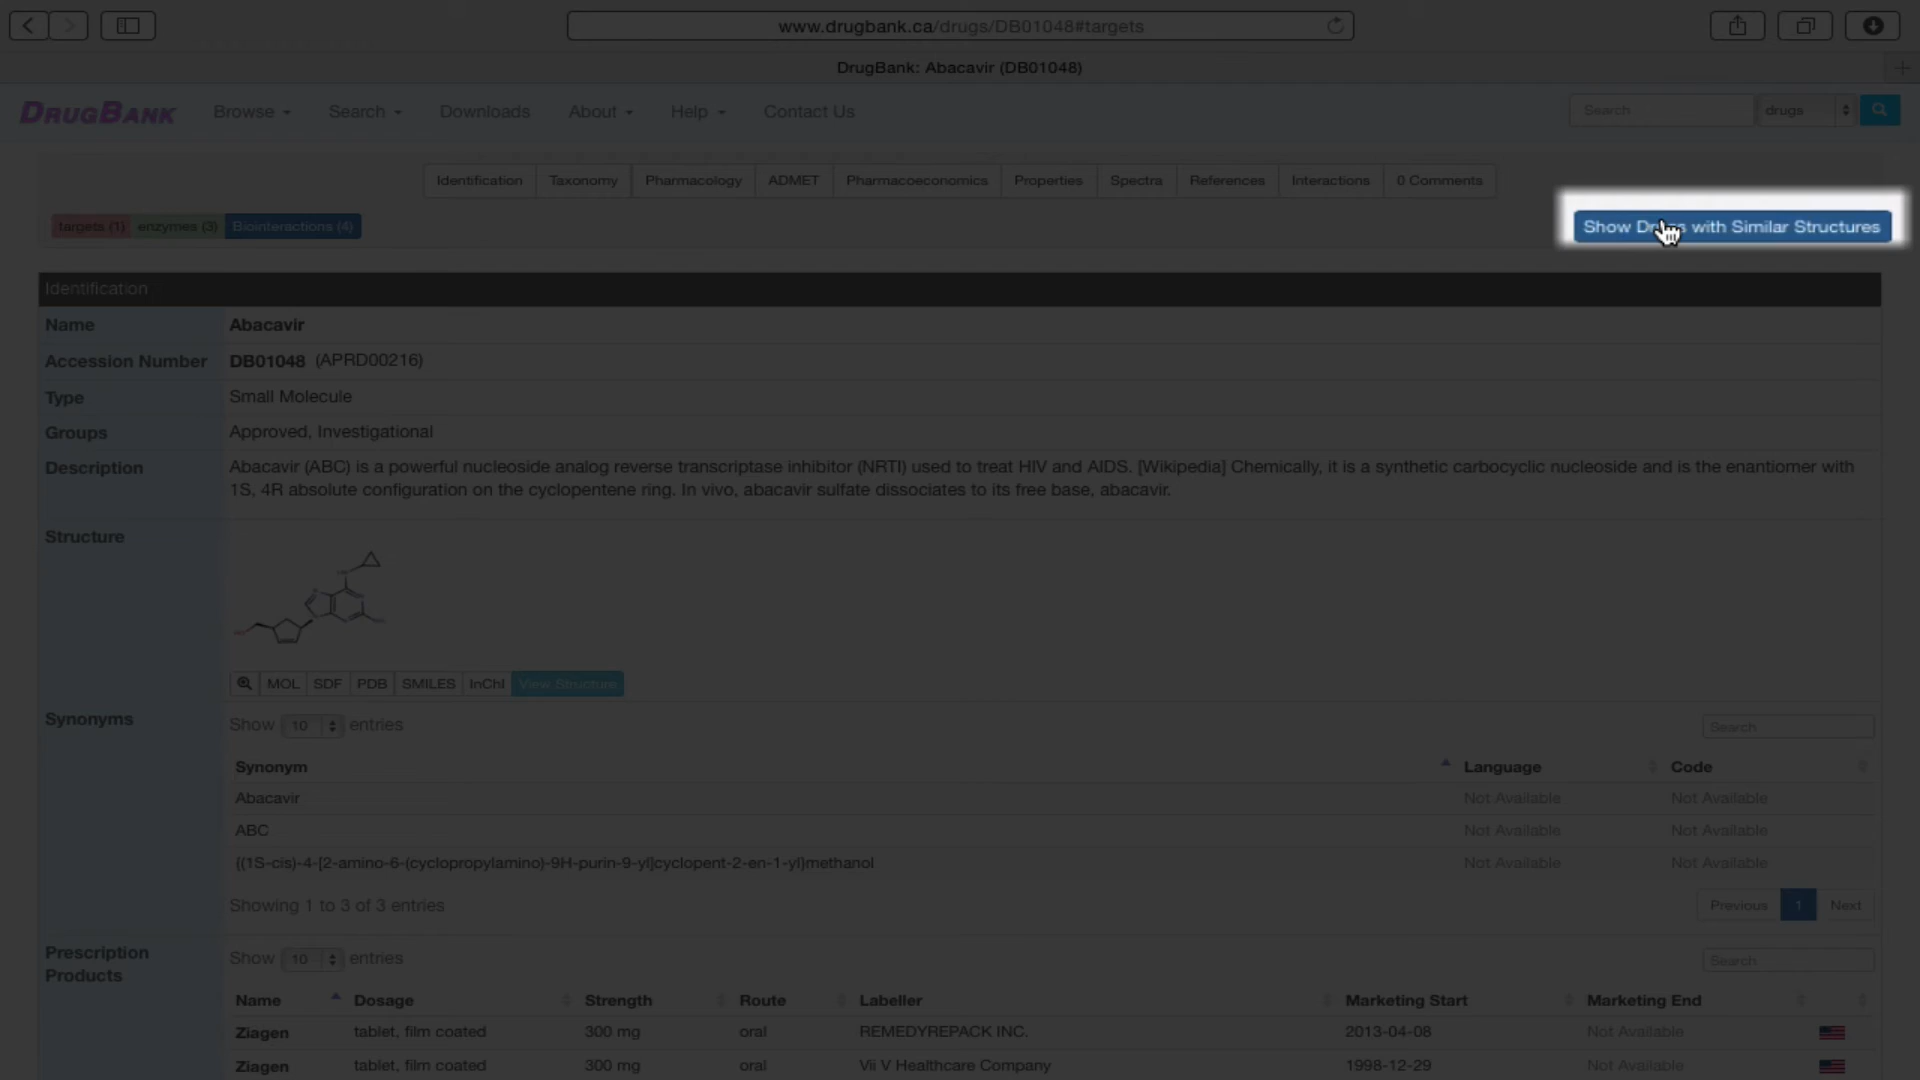 www.drugbank.ca/drugs/DB01048#targets
DrugBank: Abacavir (DB01048)
DRUGBANK Browse Search Downloads About Help Contact Us Search drugs
Identification Taxonomy Pharmacology ADMET Pharmacoeconomics Properties Spectra References Interactions 0 Comments
targets (1) enzymes (3) Biointeractions (4) Show Drugs with Similar Structures
Identification
Name Abacavir
Accession Number DB01048 (APRD00216)
Type Small Molecule
Groups Approved, Investigational
Description Abacavir (ABC) is a powerful nucleoside analog reverse transcriptase inhibitor (NRTI) used to treat HIV and AIDS. [Wikipedia] Chemically, it is a synthetic carbocyclic nucleoside and is the enantiomer with
1S, 4R absolute configuration on the cyclopentene ring. In vivo, abacavir sulfate dissociates to its free base, abacavir.
Structure
MOL SDF PDB SMILES InChI View Structure
Synonyms Show 10 entries Search
Synonym Language Code
Abacavir Not Available Not Available
ABC Not Available Not Available
{(1S-cis)-4-[2-amino-6-(cyclopropylamino)-9H-purin-9-yl]cyclopent-2-en-1-yl}methanol Not Available Not Available
Showing 1 to 3 of 3 entries Previous 1 Next
Prescription Products Show 10 entries Search
Name Dosage Strength Route Labeller Marketing Start Marketing End
Ziagen tablet, film coated 300 mg oral REMEDYREPACK INC. 2013-04-08 Not Available
Ziagen tablet, film coated 300 mg oral Vii V Healthcare Company 1998-12-29 Not Available